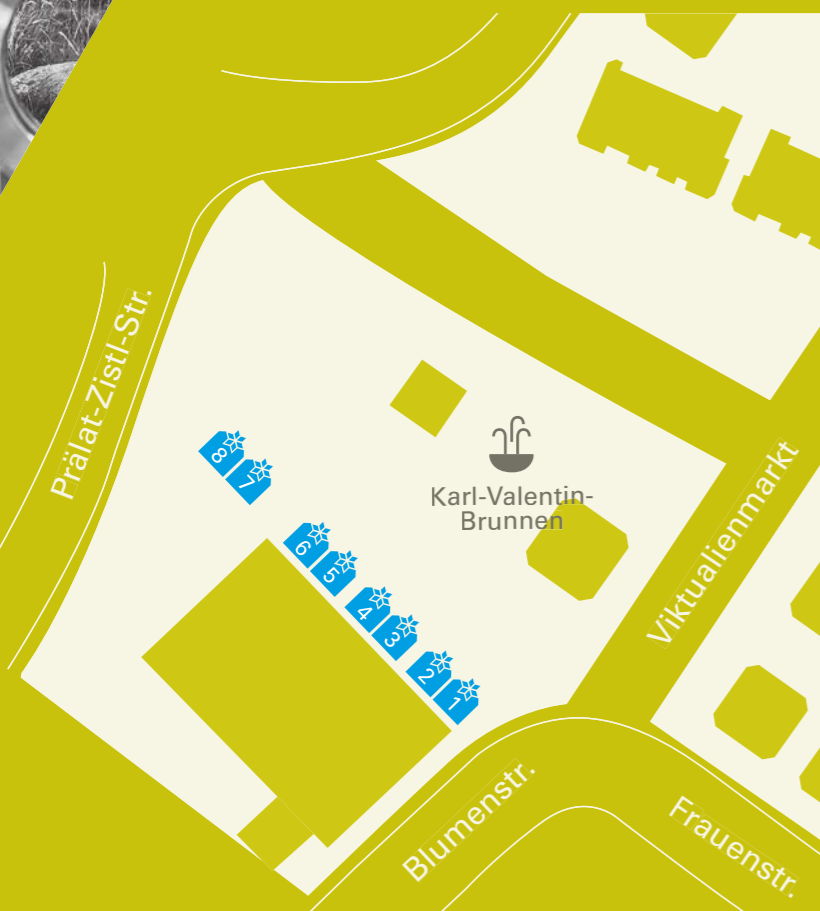 Prälat-Zistl-Str.
8
7
Karl-Valentin-
Brunnen
6
5
4
3
2
1
Viktualienmarkt
Blumenstr.
Frauenstr.